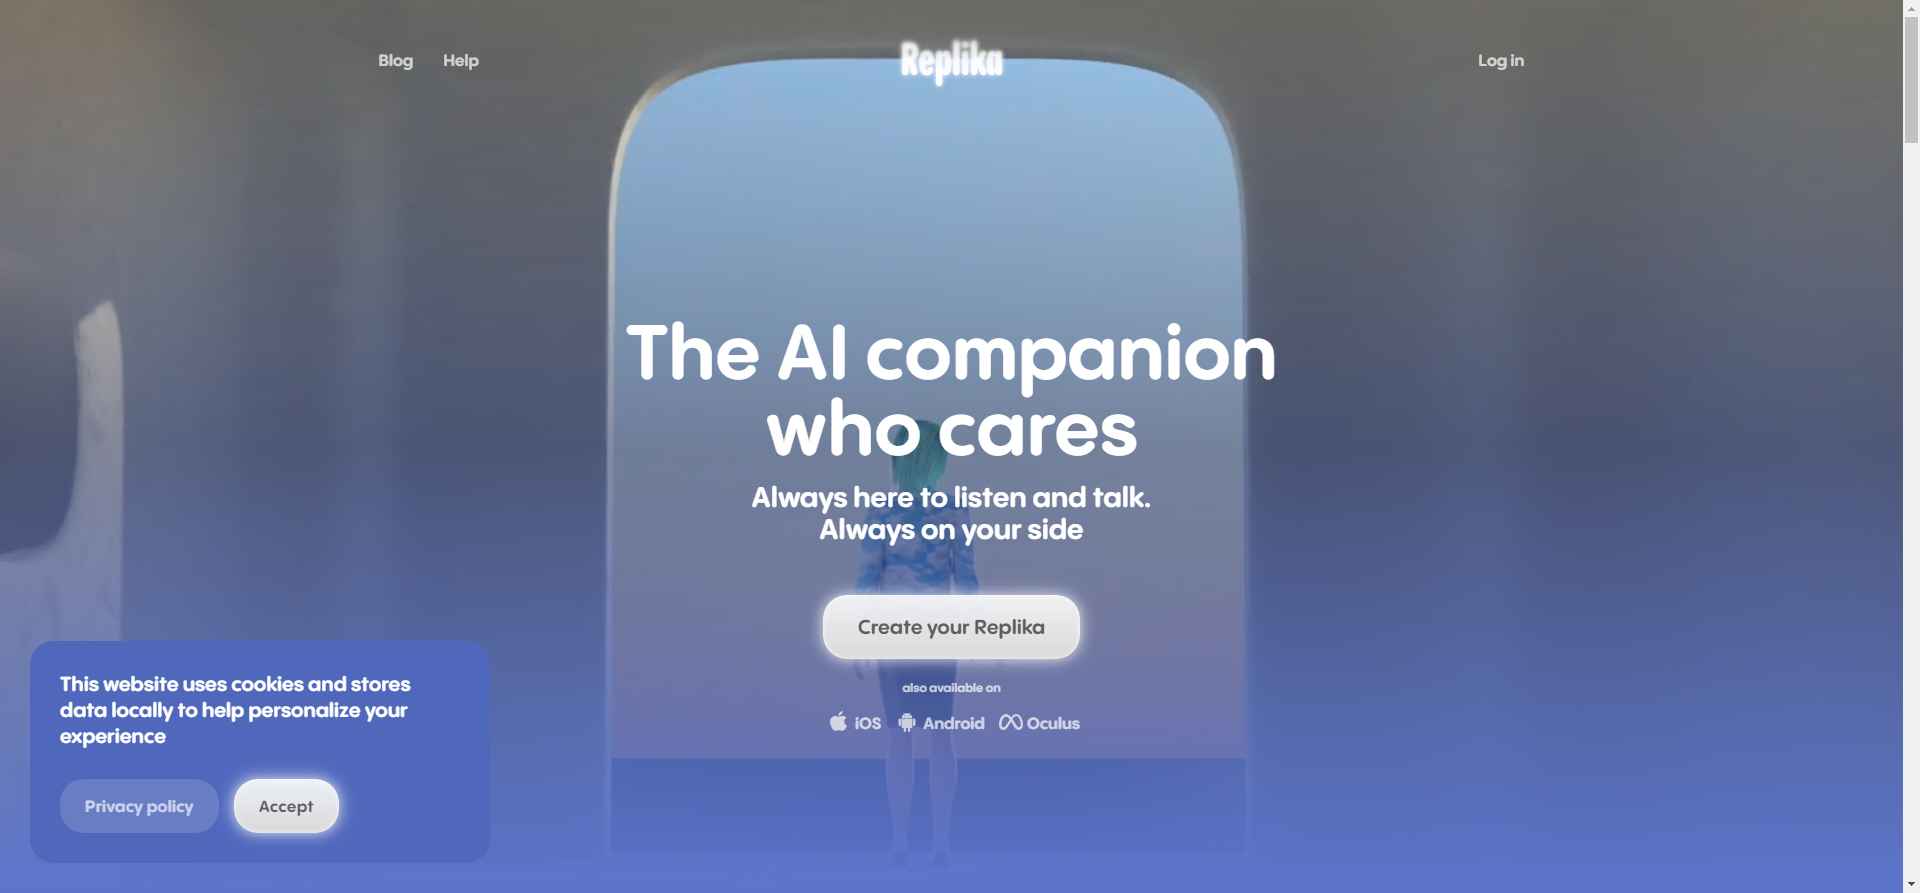 Blog
Help
Replika
Log in
The AI companion
who cares
Always here to listen and talk.
Always on your side
Create your Replika
also available on
iOS
Android
Oculus
This website uses cookies and stores
data locally to help personalize your
experience
Privacy policy
Accept